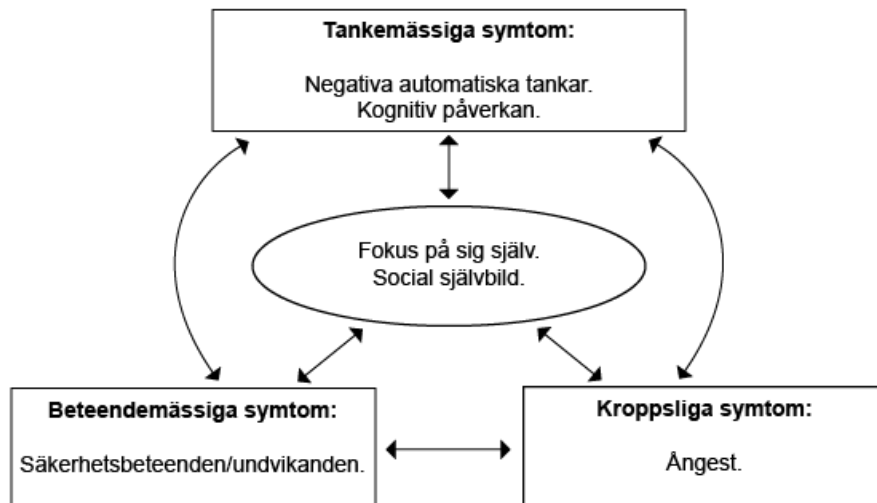 Tankemässiga symtom:
Negativa automatiska tankar.
Kognitiv påverkan.
Fokus på sig själv.
Social självbild.
Beteendemässiga symtom:
Säkerhetsbeteenden/undvikanden.
Kroppsliga symtom:
Ångest.